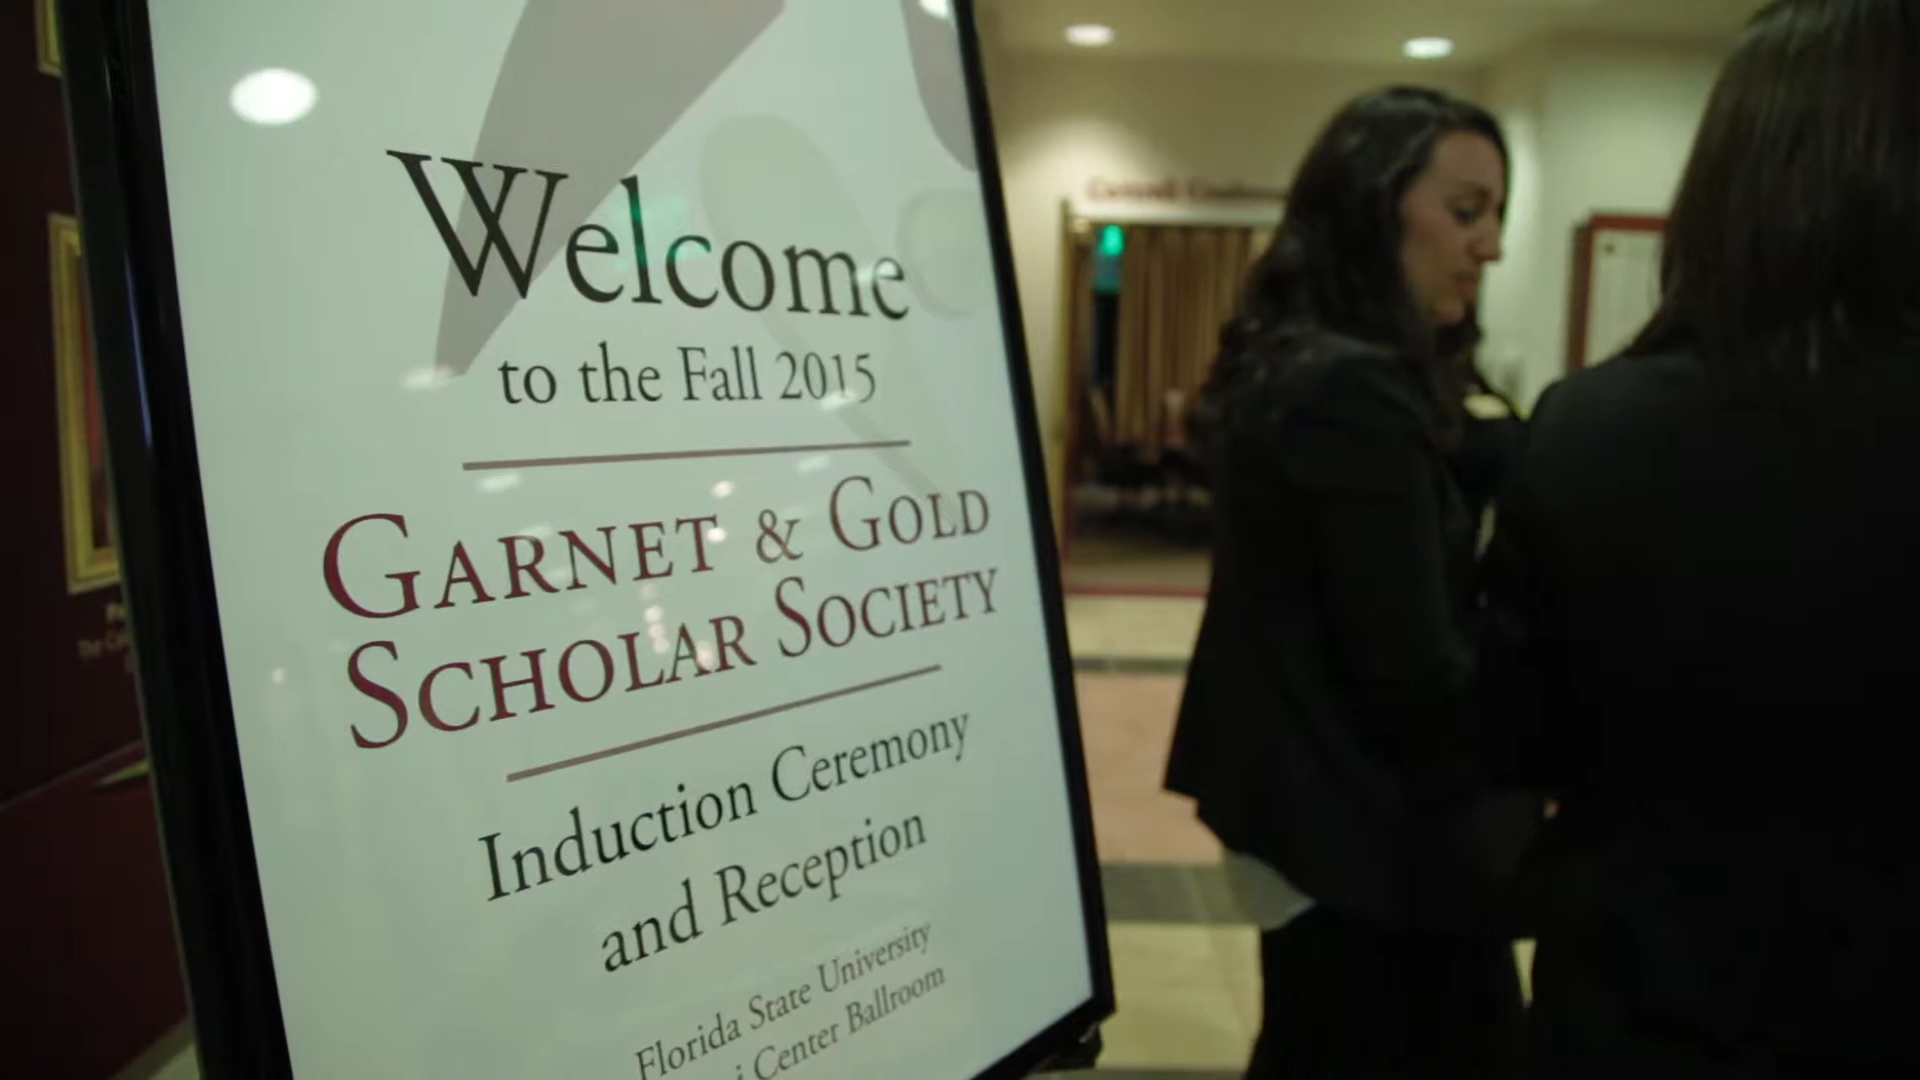 Welcome
to the Fall 2015
GARNET & GOLD
SCHOLAR SOCIETY
Induction Ceremony
and Reception
Florida State University
i Center Ballroom